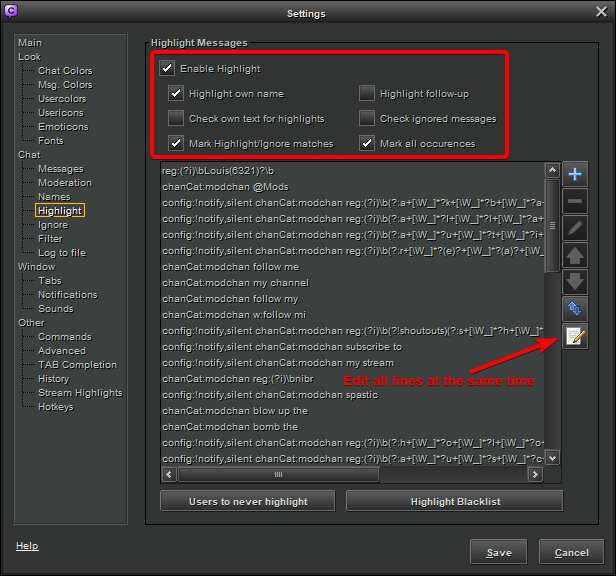 Settings
Main
Look
Chat Colors
Msg. Colors
Usercolors
Usericons
Emoticons
Fonts
Chat
Messages
Moderation
Names
Highlight
Ignore
Filter
Log to file
Window
Tabs
Notifications
Sounds
Other
Commands
Advanced
TAB Completion
History
Stream Highlights
Hotkeys
Highlight Messages
Enable Highlight
Highlight own name
Highlight follow-up
Check own text for highlights
Check ignored messages
Mark Highlight/Ignore matches
Mark all occurences
reg:(?i)\bLouis(6321)?\b
chanCat:modchan @Mods
config:!notify,silent chanCat:modchan reg:(?i)\b(?:a+[\W_]*?k+[\W_]*?b+[\W_]*?a+
config:!notify,silent chanCat:modchan reg:(?i)\b(?:a+[\W_]*?l+[\W_]*?l+[\W_]*?a+
config:!notify,silent chanCat:modchan reg:(?i)\b(?:a+[\W_]*?u+[\W_]*?t+[\W_]*?i+
config:!notify,silent chanCat:modchan reg:(?i)\b(?:r+[\W_]*?(e)?+[\W_]*?(a)?+[\W_
chanCat:modchan follow me
chanCat:modchan my channel
chanCat:modchan follow my
chanCat:modchan w:follow mi
config:!notify,silent chanCat:modchan reg:(?i)\b(?!shoutouts)(?:s+[\W_]*?h+[\W_]*
config:!notify,silent chanCat:modchan subscribe to
config:!notify,silent chanCat:modchan my stream
chanCat:modchan reg:(?i)\bnibr
config:!notify,silent chanCat:modchan spastic
chanCat:modchan blow up the
chanCat:modchan bomb the
config:!notify,silent chanCat:modchan reg:(?i)\b(?:h+[\W_]*?o+[\W_]*?l+[\W_]*?o+
config:!notify,silent chanCat:modchan reg:(?i)\b(?:a+[\W_]*?u+[\W_]*?s+[\W_]*?c+
Edit all lines at the same time
Users to never highlight
Highlight Blacklist
Help
Save
Cancel